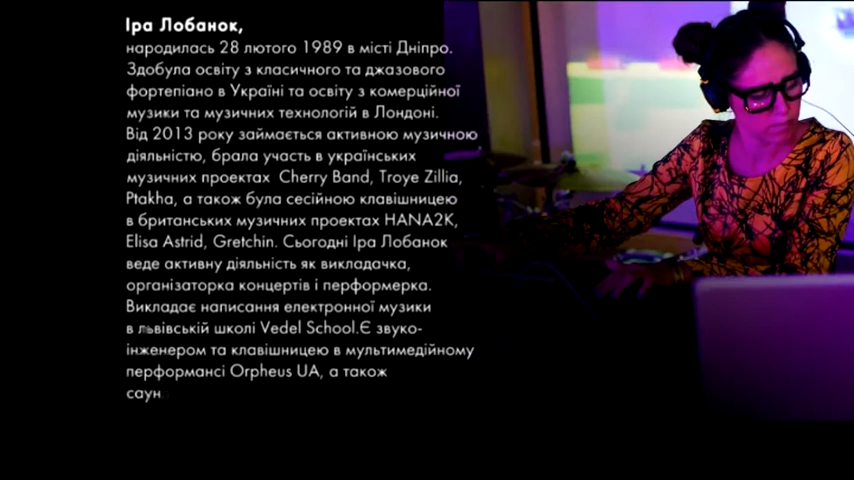 Іра Лобанок,
народилась 28 лютого 1989 в місті Дніпро.
Здобула освіту з класичного та джазового
фортепіано в Україні та освіту з комерційної
музики та музичних технологій в Лондоні.
Від 2013 року займається активною музичною
діяльністю, брала участь в українських
музичних проектах Cherry Band, Troye Zillia,
Ptakha, а також була сесійною клавішницею
в британських музичних проектах HANA2K,
Elisa Astrid, Gretchin. Сьогодні Іра Лобанок
веде активну діяльність як викладачка,
організаторка концертів і перформерка.
Викладає написання електронної музики
в львівській школі Vedel School.Є звуко-
інженером та клавішницею в мультимедійному
перформансі Orpheus UA, а також
саун